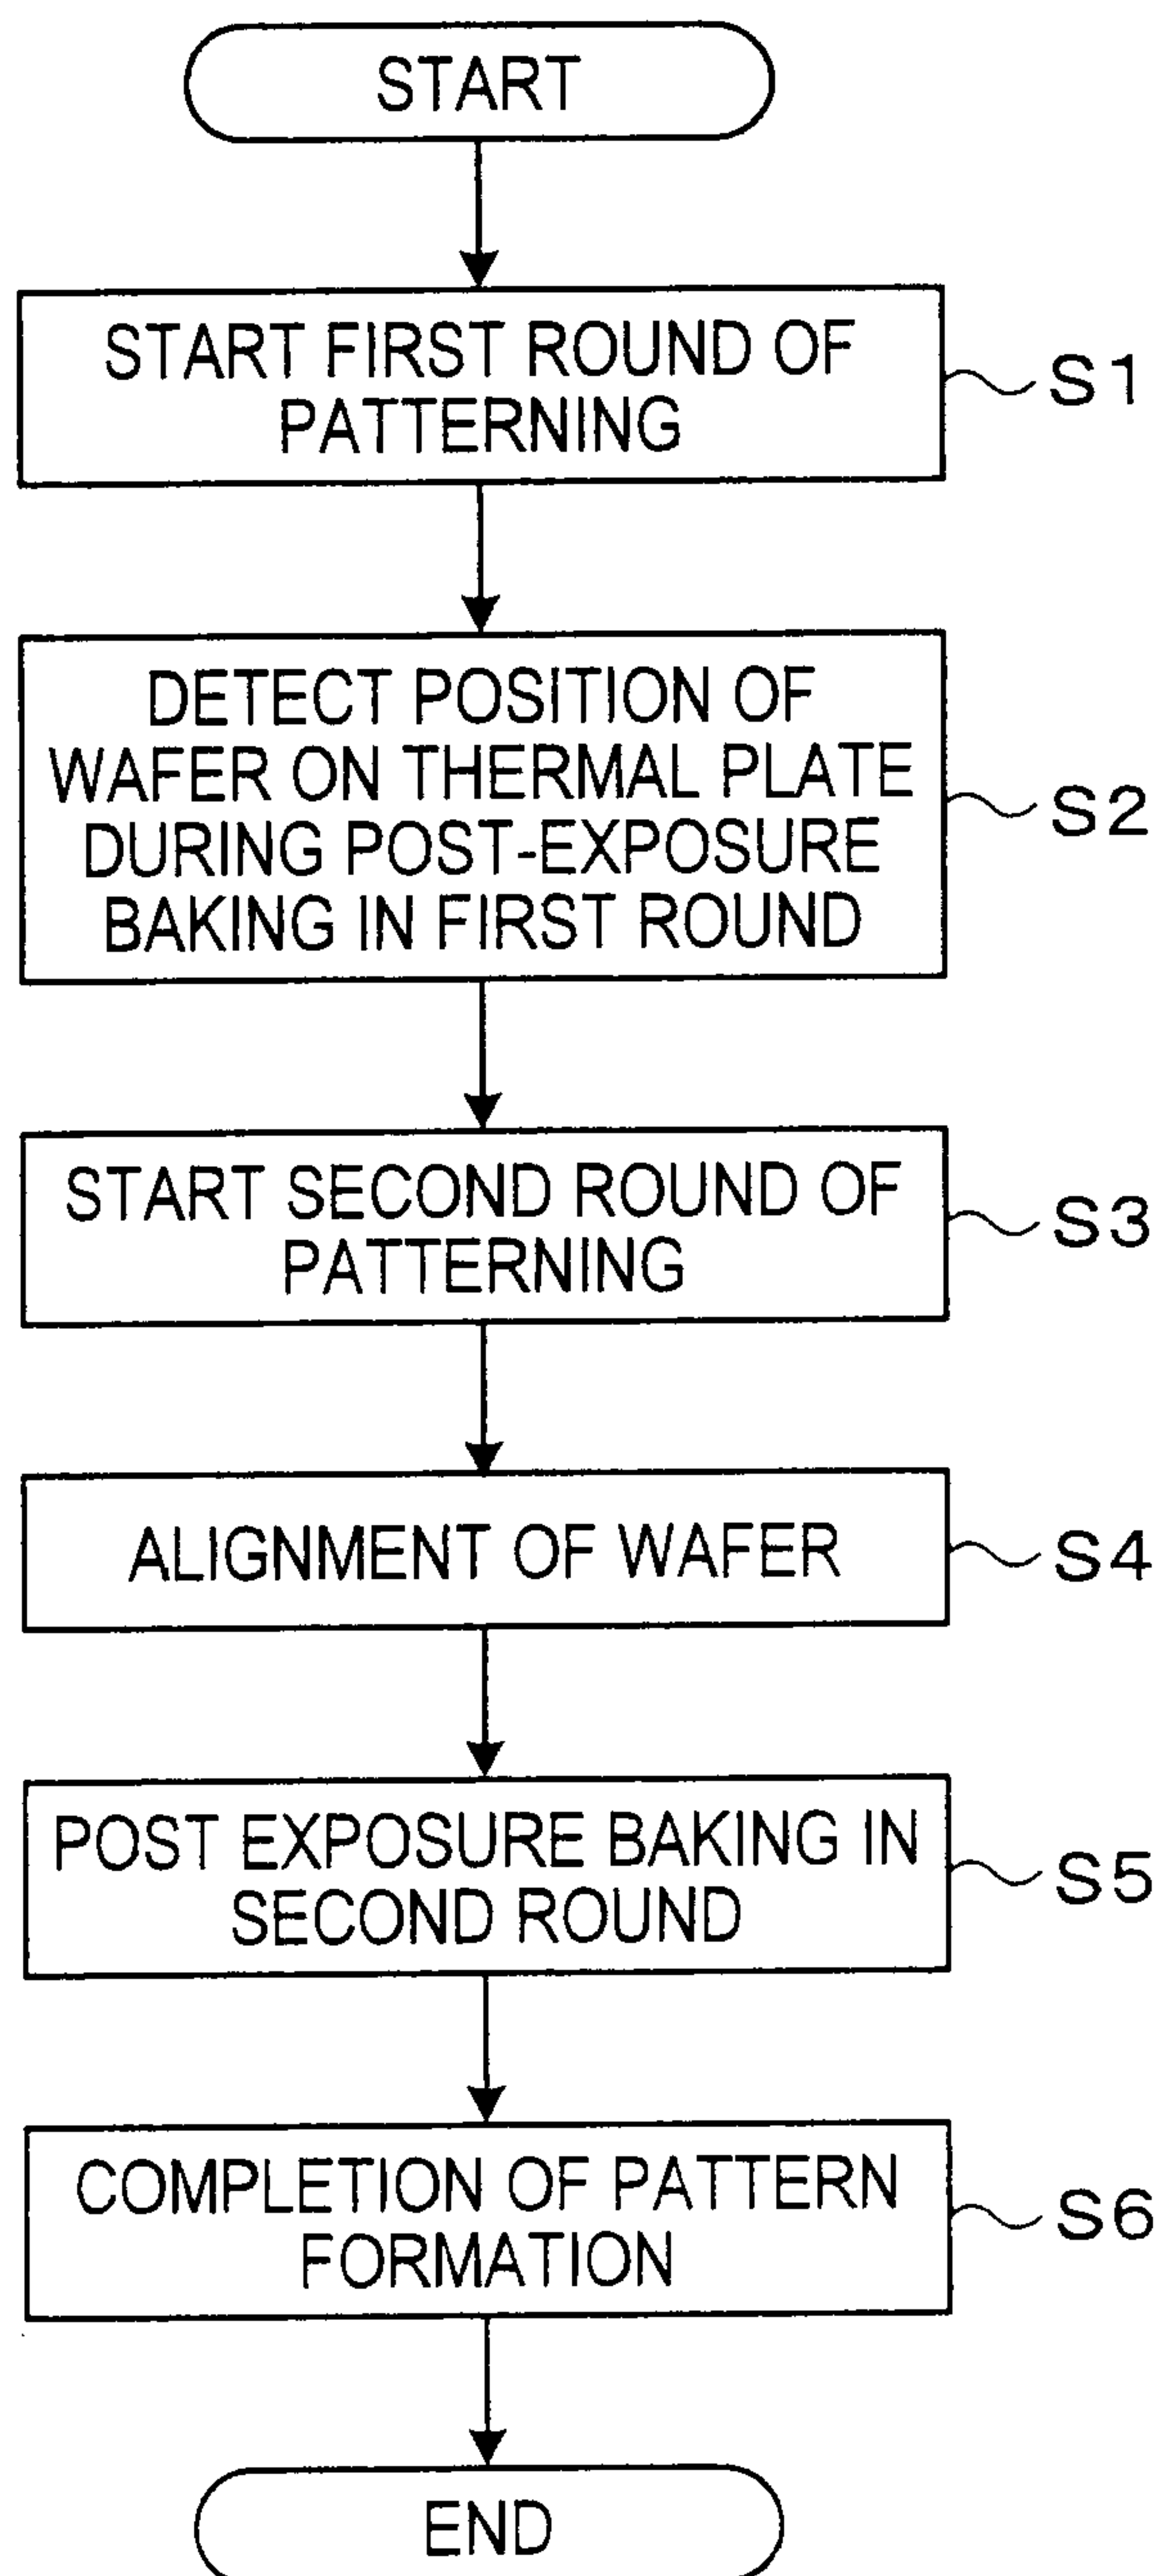 START
START FIRST ROUND OF
PATTERNING
S1
DETECT POSITION OF
WAFER ON THERMAL PLATE
DURING POST-EXPOSURE
BAKING IN FIRST ROUND
S2
START SECOND ROUND OF
PATTERNING
S3
ALIGNMENT OF WAFER
S4
POST EXPOSURE BAKING IN
SECOND ROUND
S5
COMPLETION OF PATTERN
FORMATION
S6
END